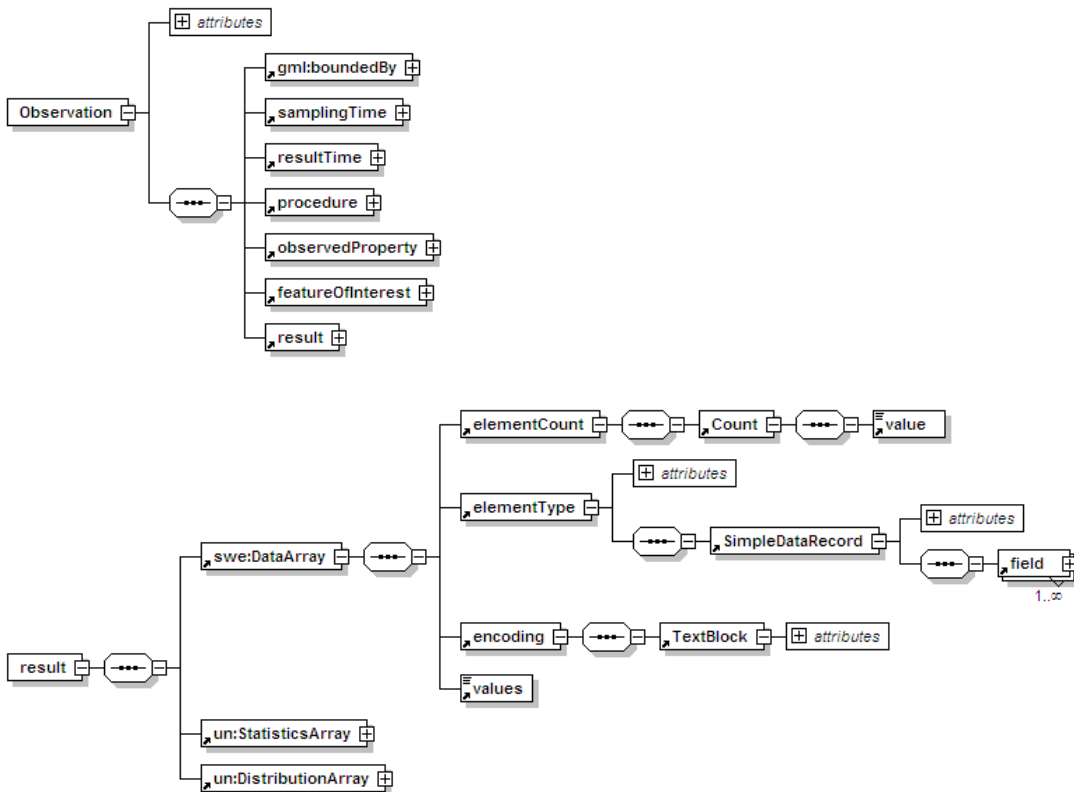 attributes
gml:boundedBy
Observation
samplingTime
resultTime
procedure
observedProperty
featureOfInterest
result
elementCount
Count
value
attributes
elementType
attributes
SimpleDataRecord
swe:DataArray
field
1..∞
encoding
TextBlock
attributes
result
values
un:StatisticsArray
un:DistributionArray